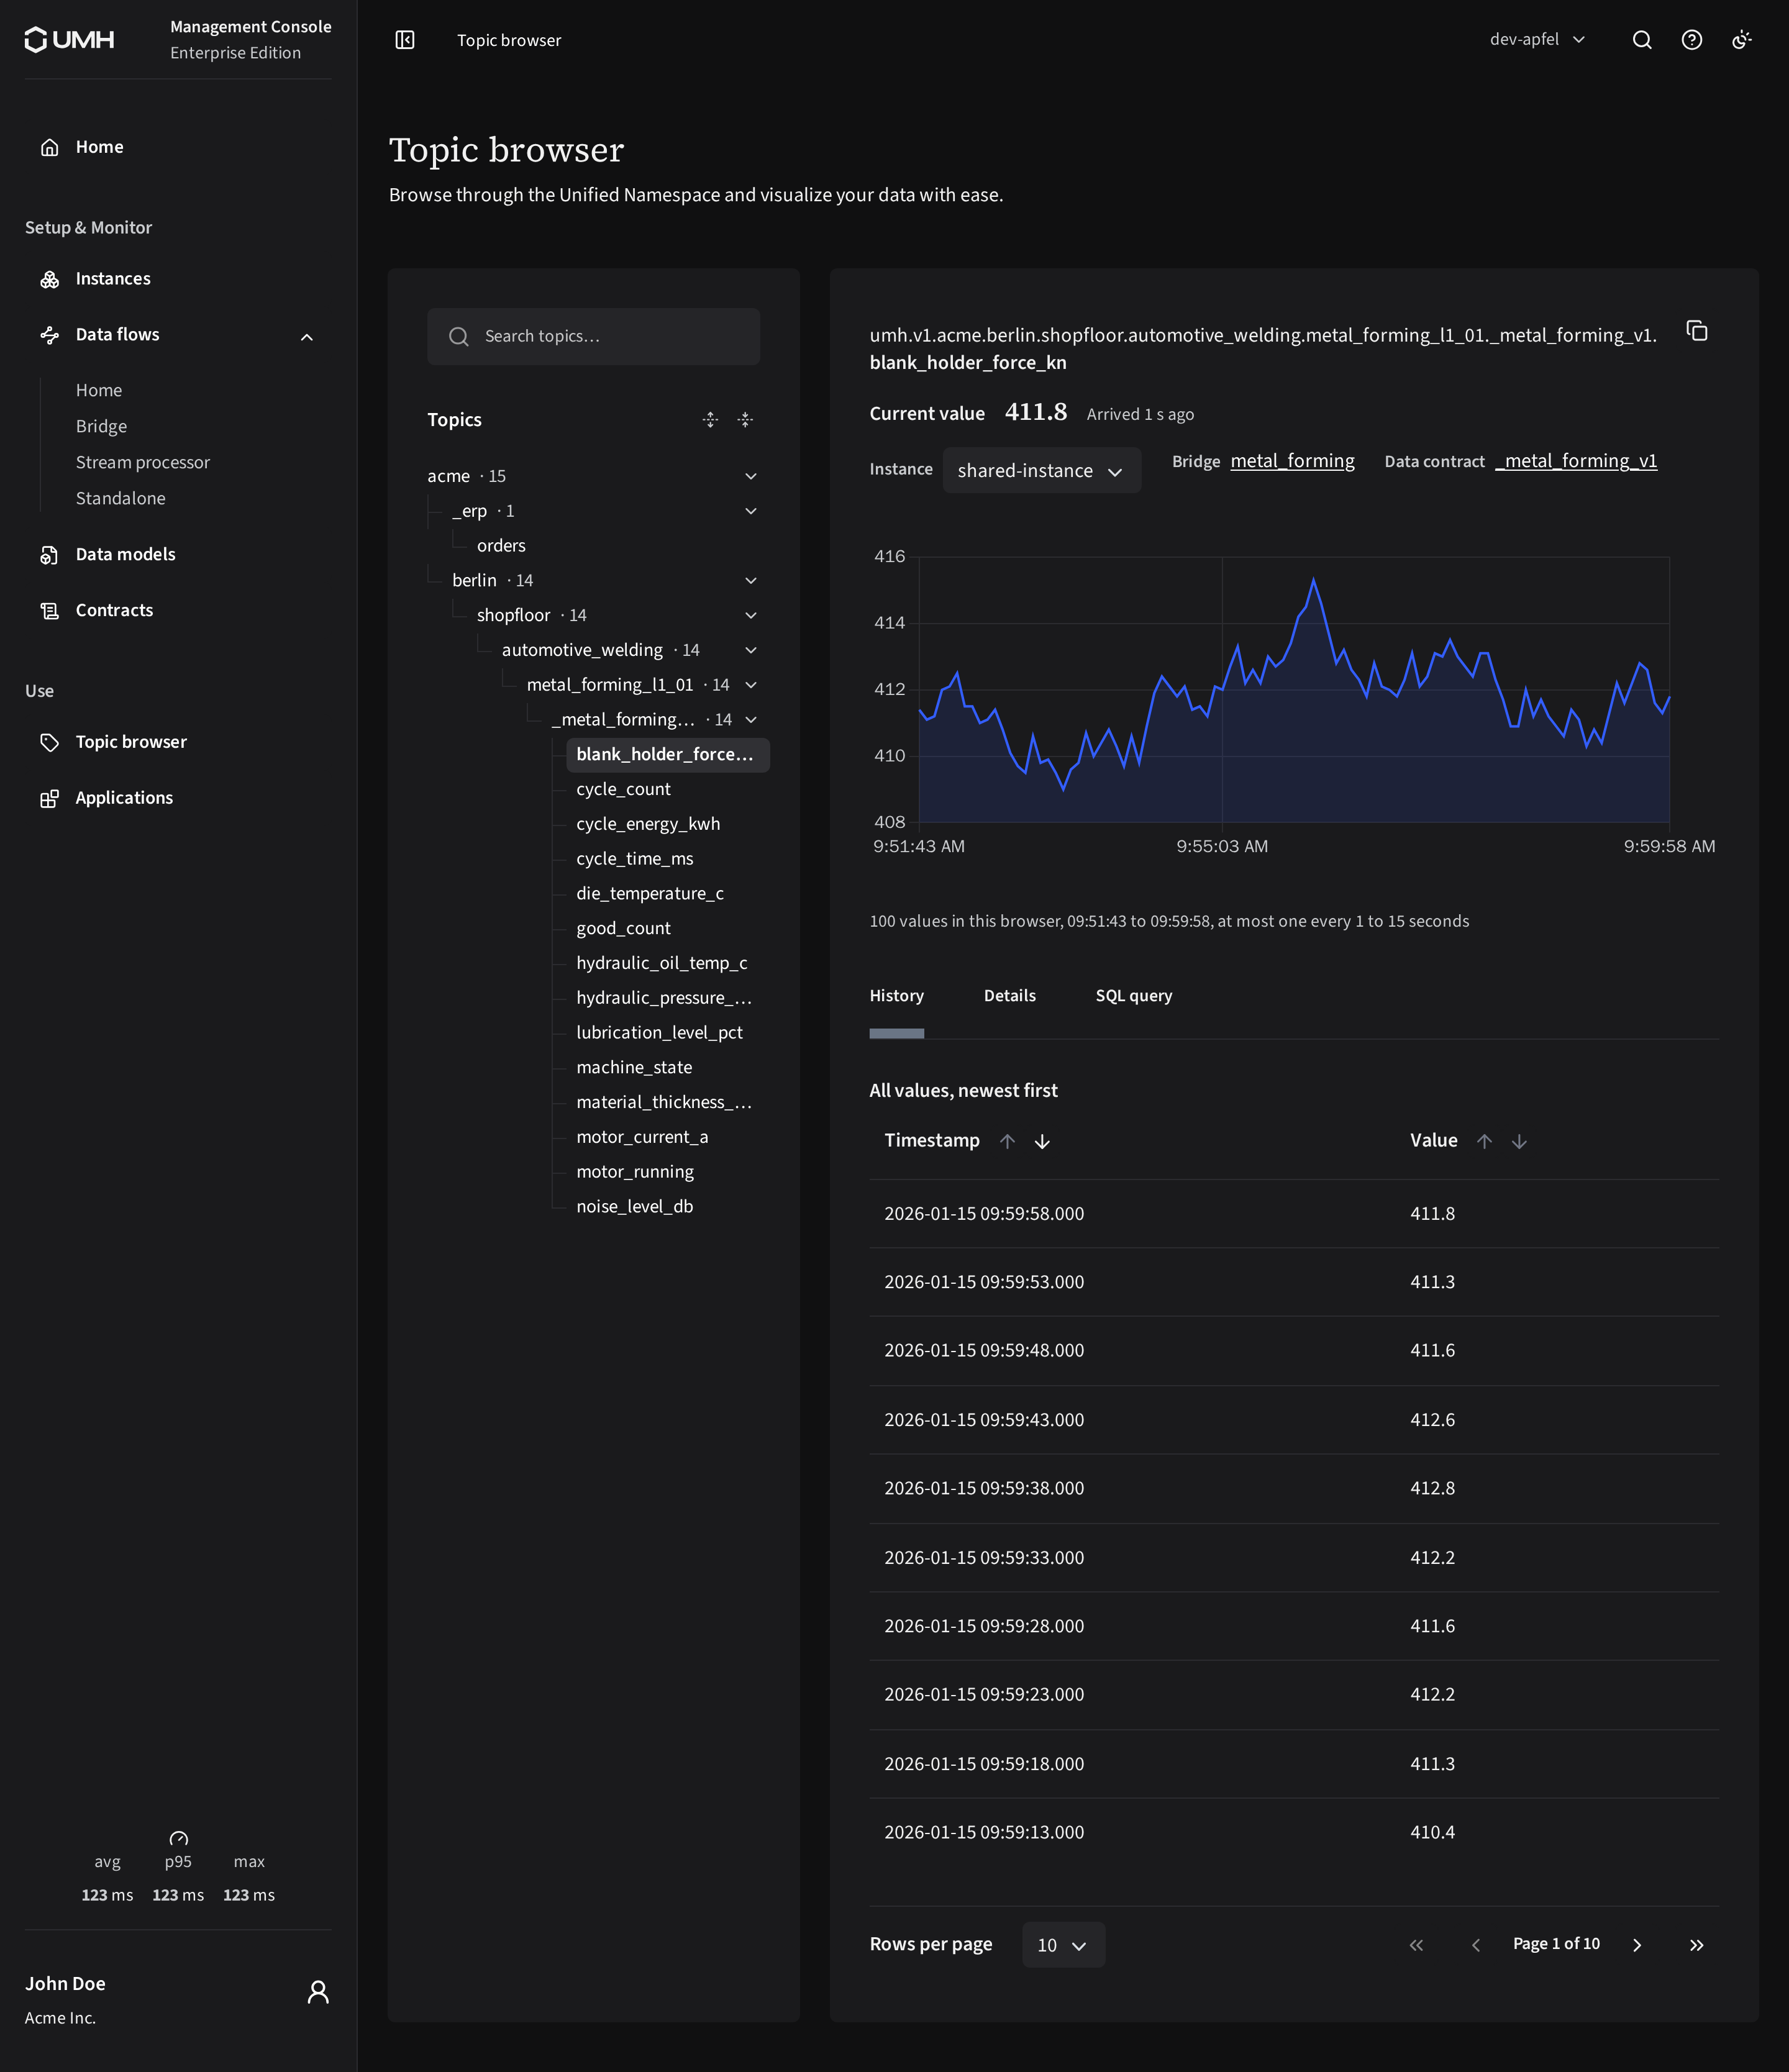 UMH
Management Console
Enterprise Edition
Home
Setup & Monitor
Instances
Data flows
Home
Bridge
Stream processor
Standalone
Data models
Contracts
Use
Topic browser
Applications
avg p95 max
123 ms 123 ms 123 ms
John Doe
Acme Inc.
Topic browser
dev-apfel
Topic browser
Browse through the Unified Namespace and visualize your data with ease.
Search topics…
Topics
acme · 15
_erp · 1
orders
berlin · 14
shopfloor · 14
automotive_welding · 14
metal_forming_l1_01 · 14
_metal_forming… · 14
blank_holder_force…
cycle_count
cycle_energy_kwh
cycle_time_ms
die_temperature_c
good_count
hydraulic_oil_temp_c
hydraulic_pressure_…
lubrication_level_pct
machine_state
material_thickness_…
motor_current_a
motor_running
noise_level_db
umh.v1.acme.berlin.shopfloor.automotive_welding.metal_forming_l1_01._metal_forming_v1.
blank_holder_force_kn
Current value 411.8 Arrived 1 s ago
Instance shared-instance Bridge metal_forming Data contract _metal_forming_v1
416
414
412
410
408
9:51:43 AM 9:55:03 AM 9:59:58 AM
100 values in this browser, 09:51:43 to 09:59:58, at most one every 1 to 15 seconds
History Details SQL query
All values, newest first
Timestamp Value
2026-01-15 09:59:58.000 411.8
2026-01-15 09:59:53.000 411.3
2026-01-15 09:59:48.000 411.6
2026-01-15 09:59:43.000 412.6
2026-01-15 09:59:38.000 412.8
2026-01-15 09:59:33.000 412.2
2026-01-15 09:59:28.000 411.6
2026-01-15 09:59:23.000 412.2
2026-01-15 09:59:18.000 411.3
2026-01-15 09:59:13.000 410.4
Rows per page 10 Page 1 of 10